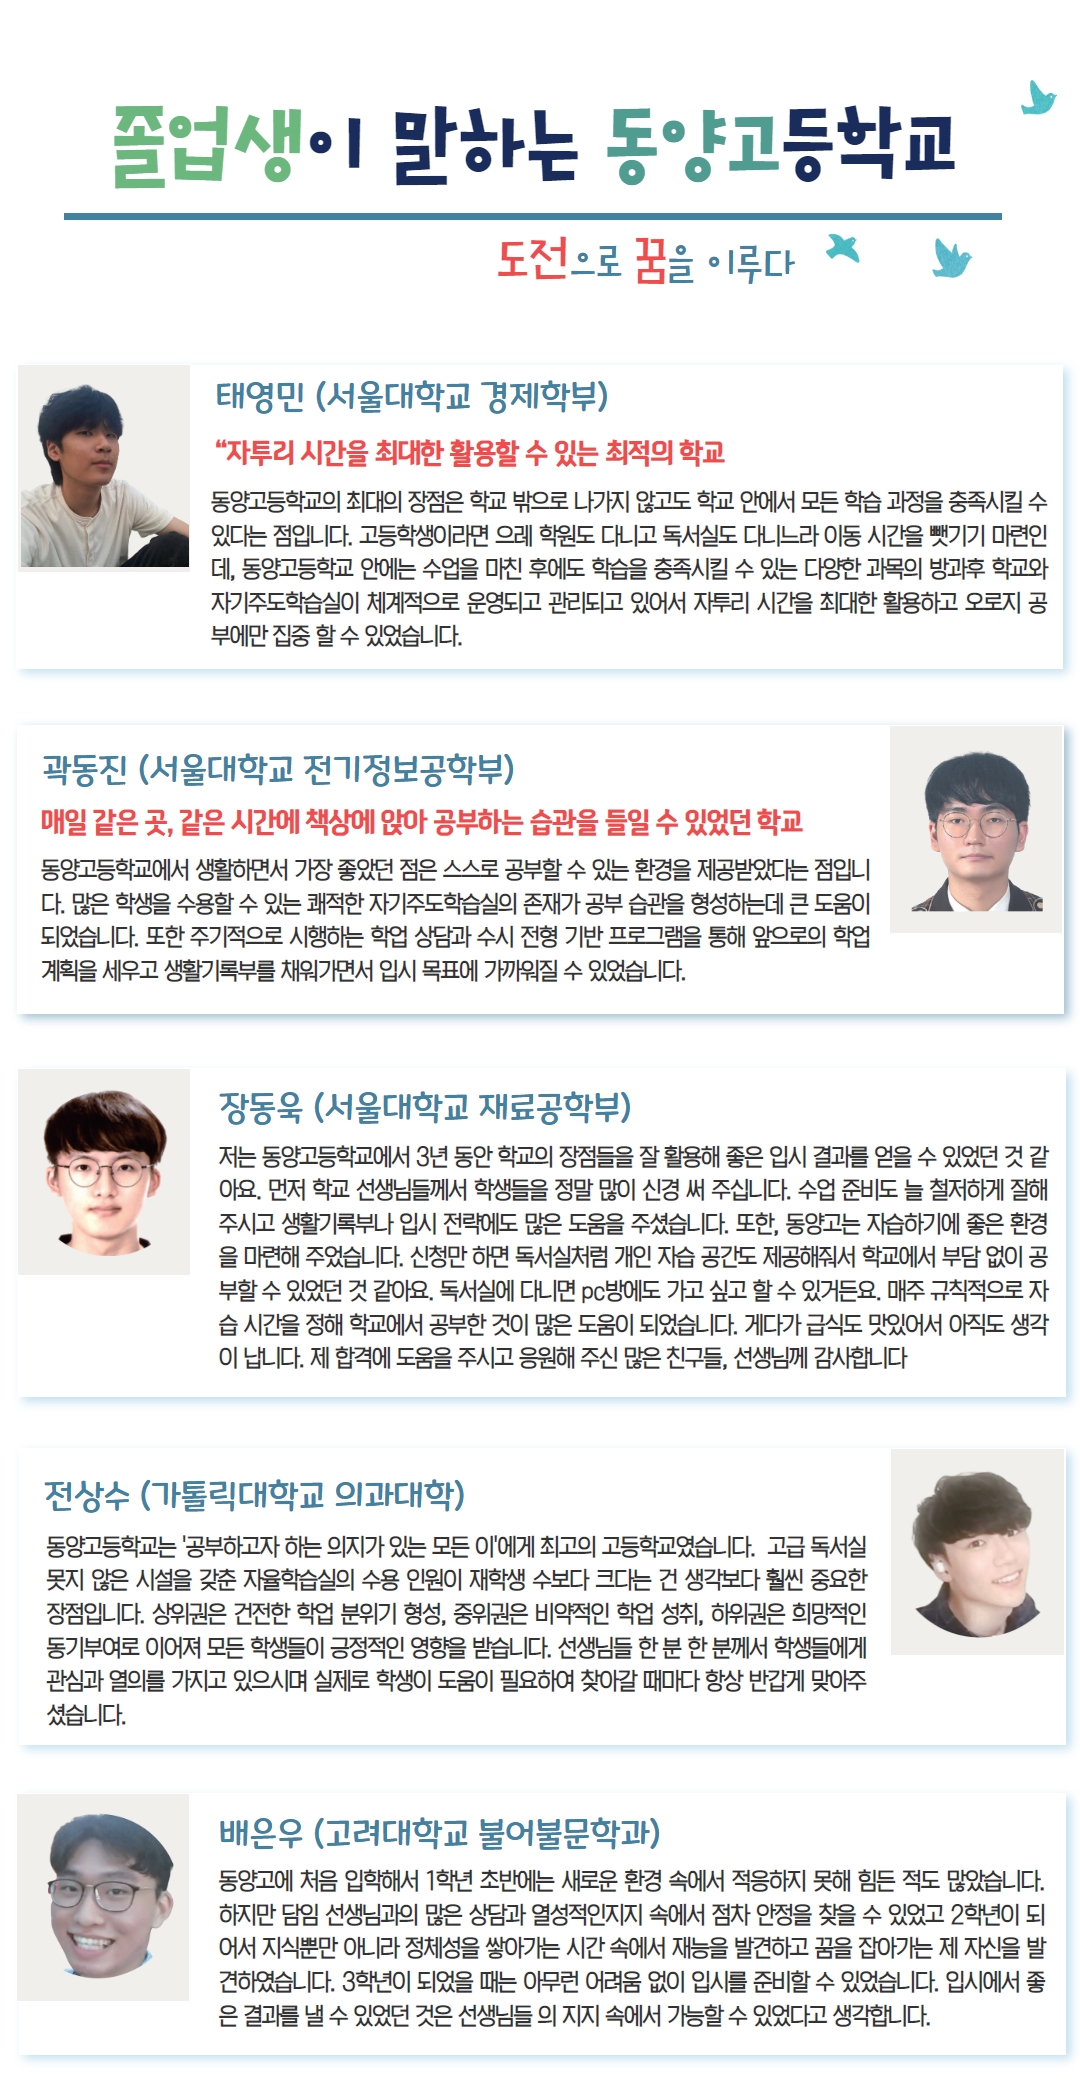 졸업생이 말하는 동양고등학교
도전으로 꿈을 이루다
태영민 (서울대학교 경제학부)
“자투리 시간을 최대한 활용할 수 있는 최적의 학교
동양고등학교의 최대의 장점은 학교 밖으로 나가지 않고도 학교 안에서 모든 학습 과정을 충족시킬 수
있다는 점입니다. 고등학생이라면 으레 학원도 다니고 독서실도 다니느라 이동 시간을 뺏기기 마련인
데, 동양고등학교 안에는 수업을 마친 후에도 학습을 충족시킬 수 있는 다양한 과목의 방과후 학교와
자기주도학습실이 체계적으로 운영되고 관리되고 있어서 자투리 시간을 최대한 활용하고 오로지 공
부에만 집중 할 수 있었습니다.
곽동진 (서울대학교 전기정보공학부)
매일 같은 곳, 같은 시간에 책상에 앉아 공부하는 습관을 들일 수 있었던 학교
동양고등학교에서 생활하면서 가장 좋았던 점은 스스로 공부할 수 있는 환경을 제공받았다는 점입니
다. 많은 학생을 수용할 수 있는 쾌적한 자기주도학습실의 존재가 공부 습관을 형성하는데 큰 도움이
되었습니다. 또한 주기적으로 시행하는 학업 상담과 수시 전형 기반 프로그램을 통해 앞으로의 학업
계획을 세우고 생활기록부를 채워가면서 입시 목표에 가까워질 수 있었습니다.
장동욱 (서울대학교 재료공학부)
저는 동양고등학교에서 3년 동안 학교의 장점들을 잘 활용해 좋은 입시 결과를 얻을 수 있었던 것 같
아요. 먼저 학교 선생님들께서 학생들을 정말 많이 신경 써 주십니다. 수업 준비도 늘 철저하게 잘해
주시고 생활기록부나 입시 전략에도 많은 도움을 주셨습니다. 또한, 동양고는 자습하기에 좋은 환경
을 마련해 주었습니다. 신청만 하면 독서실처럼 개인 자습 공간도 제공해줘서 학교에서 부담 없이 공
부할 수 있었던 것 같아요. 독서실에 다니면 pc방에도 가고 싶고 할 수 있거든요. 매주 규칙적으로 자
습 시간을 정해 학교에서 공부한 것이 많은 도움이 되었습니다. 게다가 급식도 맛있어서 아직도 생각
이 납니다. 제 합격에 도움을 주시고 응원해 주신 많은 친구들, 선생님께 감사합니다
전상수 (가톨릭대학교 의과대학)
동양고등학교는 '공부하고자 하는 의지가 있는 모든 이'에게 최고의 고등학교였습니다. 고급 독서실
못지 않은 시설을 갖춘 자율학습실의 수용 인원이 재학생 수보다 크다는 건 생각보다 훨씬 중요한
장점입니다. 상위권은 건전한 학업 분위기 형성, 중위권은 비약적인 학업 성취, 하위권은 희망적인
동기부여로 이어져 모든 학생들이 긍정적인 영향을 받습니다. 선생님들 한 분 한 분께서 학생들에게
관심과 열의를 가지고 있으시며 실제로 학생이 도움이 필요하여 찾아갈 때마다 항상 반갑게 맞아주
셨습니다.
배은우 (고려대학교 불어불문학과)
동양고에 처음 입학해서 1학년 초반에는 새로운 환경 속에서 적응하지 못해 힘든 적도 많았습니다.
하지만 담임 선생님과의 많은 상담과 열성적인지지 속에서 점차 안정을 찾을 수 있었고 2학년이 되
어서 지식뿐만 아니라 정체성을 쌓아가는 시간 속에서 재능을 발견하고 꿈을 잡아가는 제 자신을 발
견하였습니다. 3학년이 되었을 때는 아무런 어려움 없이 입시를 준비할 수 있었습니다. 입시에서 좋
은 결과를 낼 수 있었던 것은 선생님들 의 지지 속에서 가능할 수 있었다고 생각합니다.